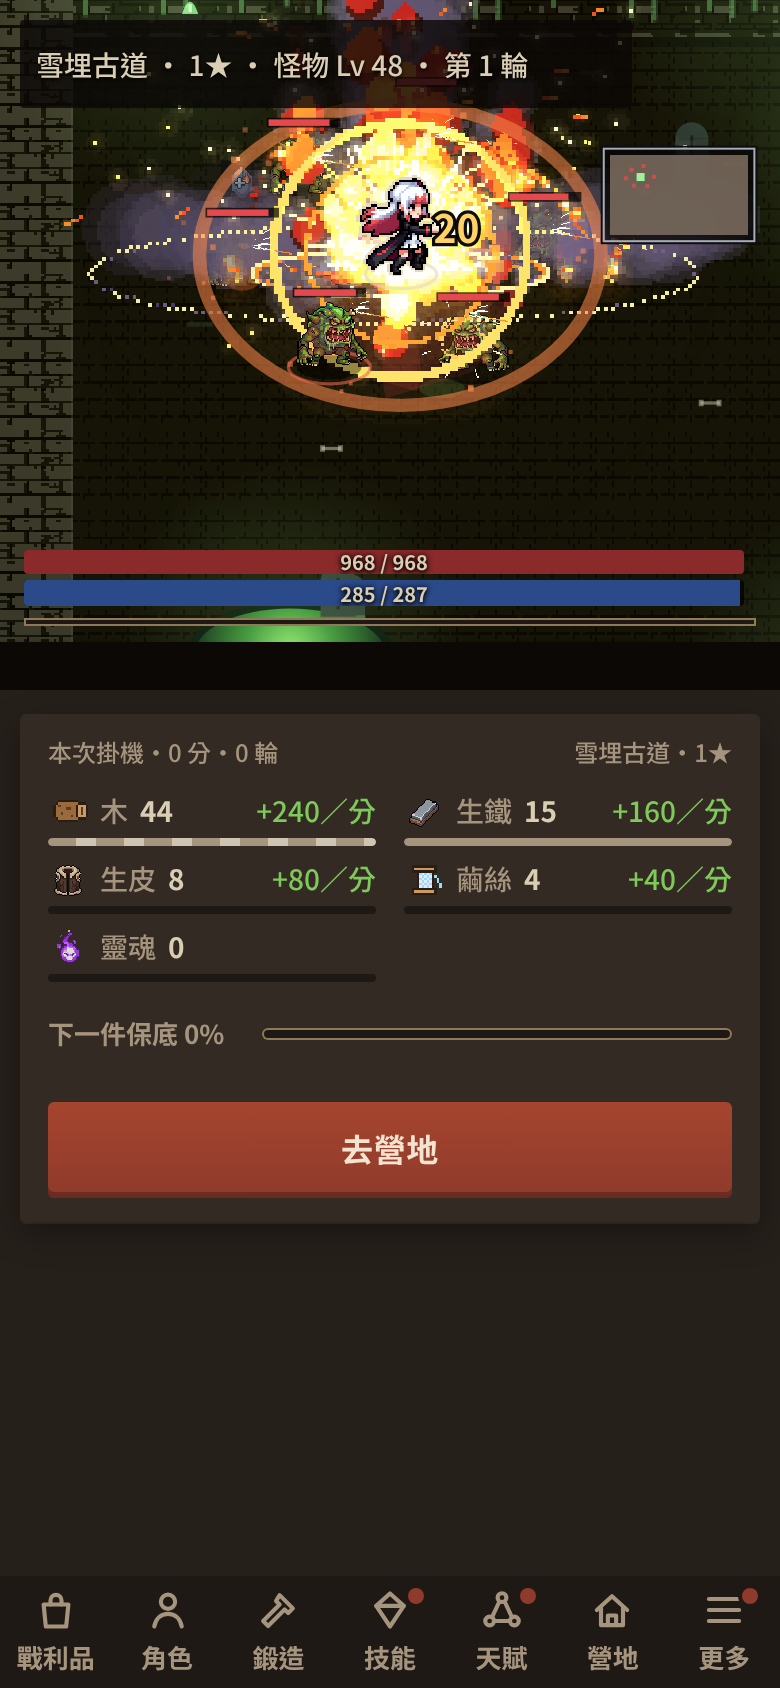 雪埋古道 · 1★ · 怪物 Lv 48 · 第 1 輪
20
968 / 968
285 / 287
本次掛機・0 分・0 輪
雪埋古道・1★
木 44 +240／分
生鐵 15 +160／分
生皮 8 +80／分
繭絲 4 +40／分
靈魂 0
下一件保底 0%
去營地
戰利品 角色 鍛造 技能 天賦 營地 更多